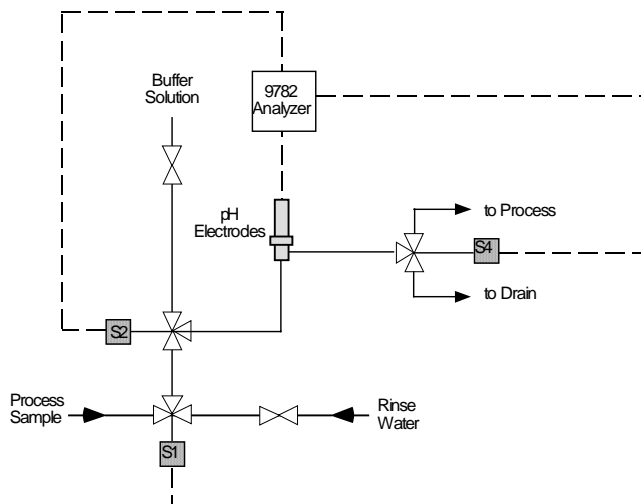 Buffer
Solution
9782
Analyzer
pH
Electrodes
to Process
S4
to Drain
S2
Process
Sample
Rinse
Water
S1